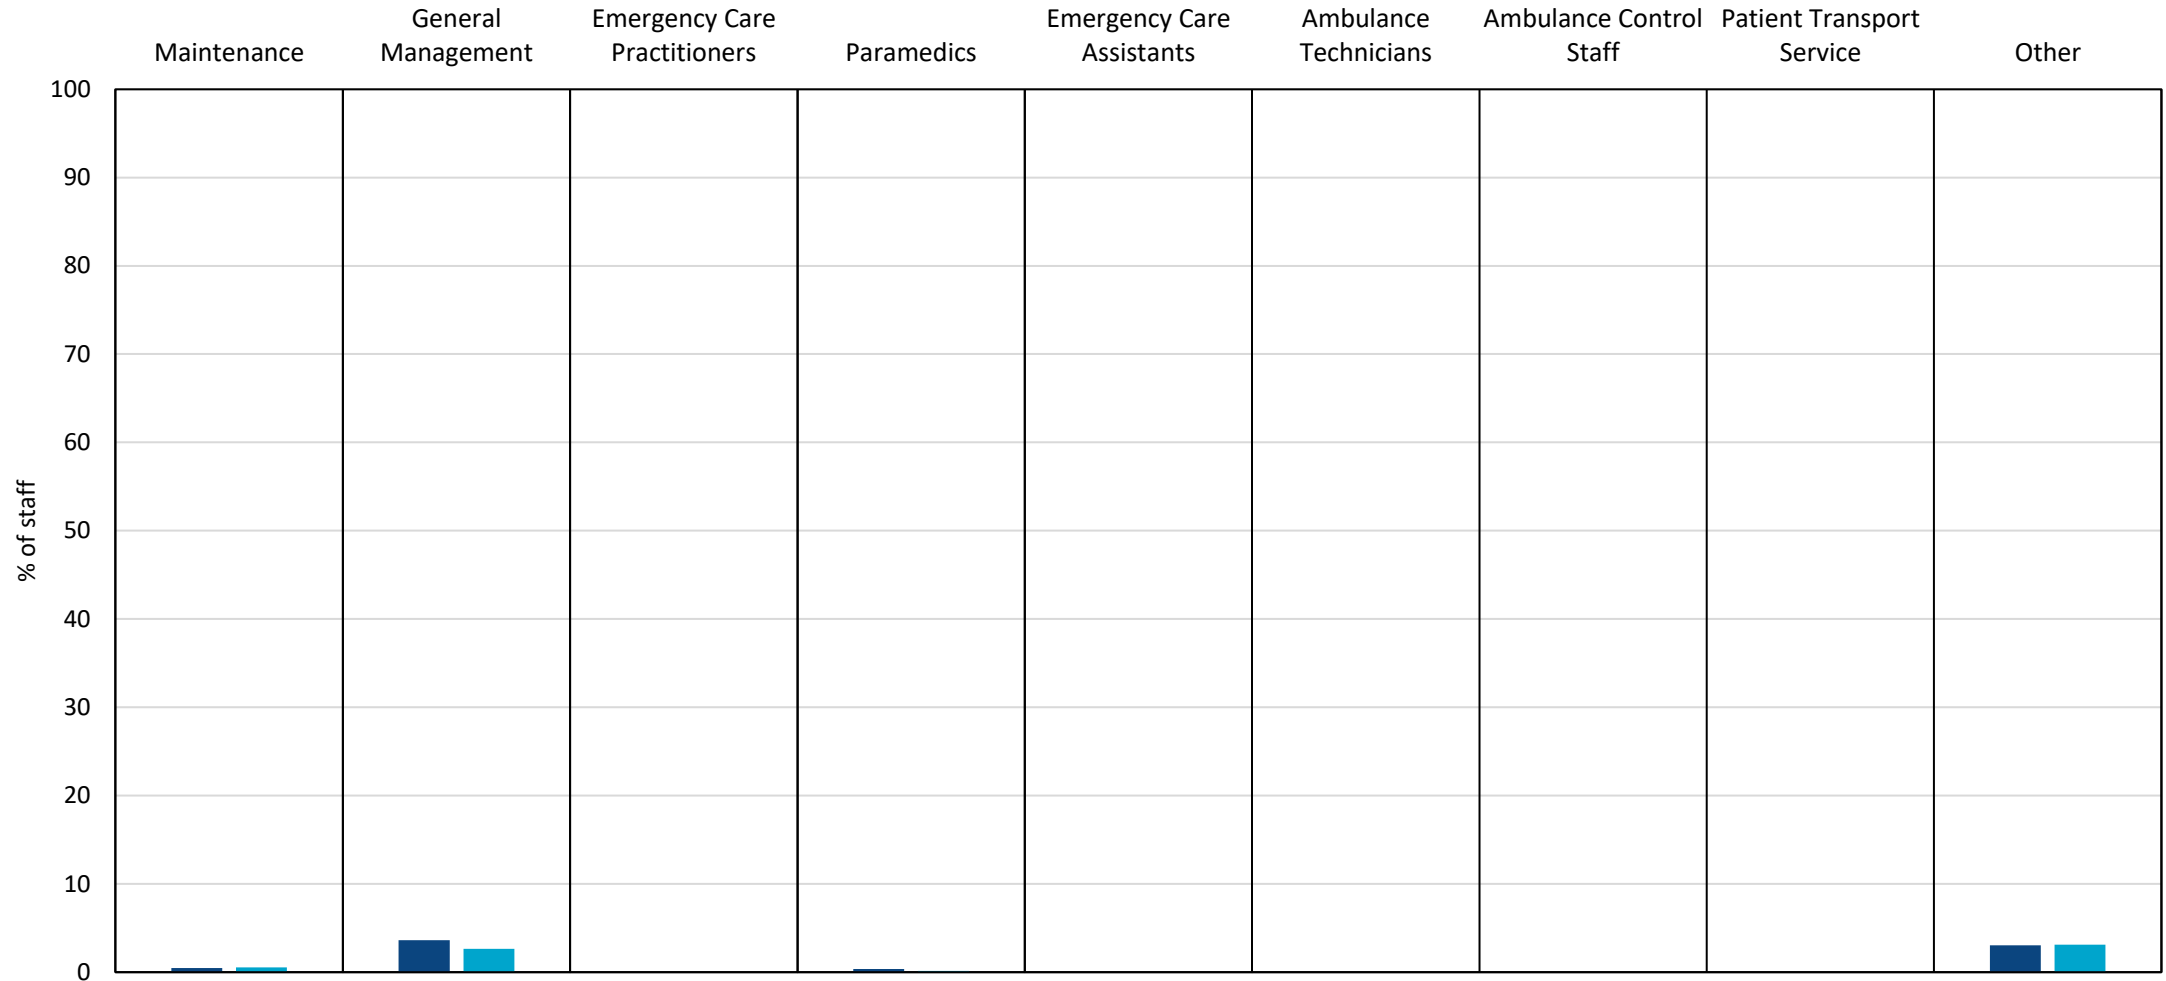 Maintenance
General
Management
Emergency Care
Practitioners
Paramedics
Emergency Care
Assistants
Ambulance
Technicians
Ambulance Control
Staff
Patient Transport
Service
Other
% of staff
100
90
80
70
60
50
40
30
20
10
0